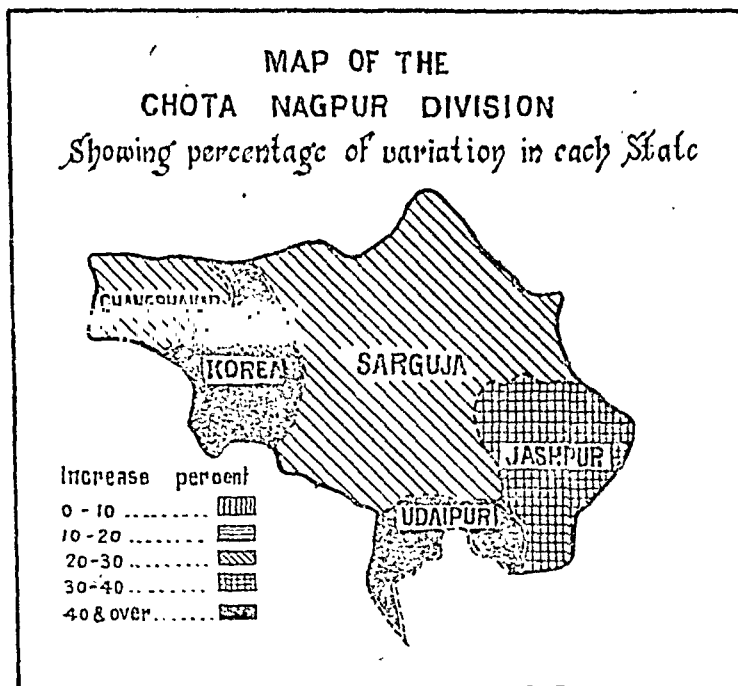 MAP OF THE
CHOTA NAGPUR DIVISION
Showing percentage of variation in each State
CHANGBHAKAR
KOREA
SARGUJA
JASHPUR
UDAIPUR
Increase percent
0-10 ..........
10-20 ........
20-30 ........
30-40 ........
40 & over.......